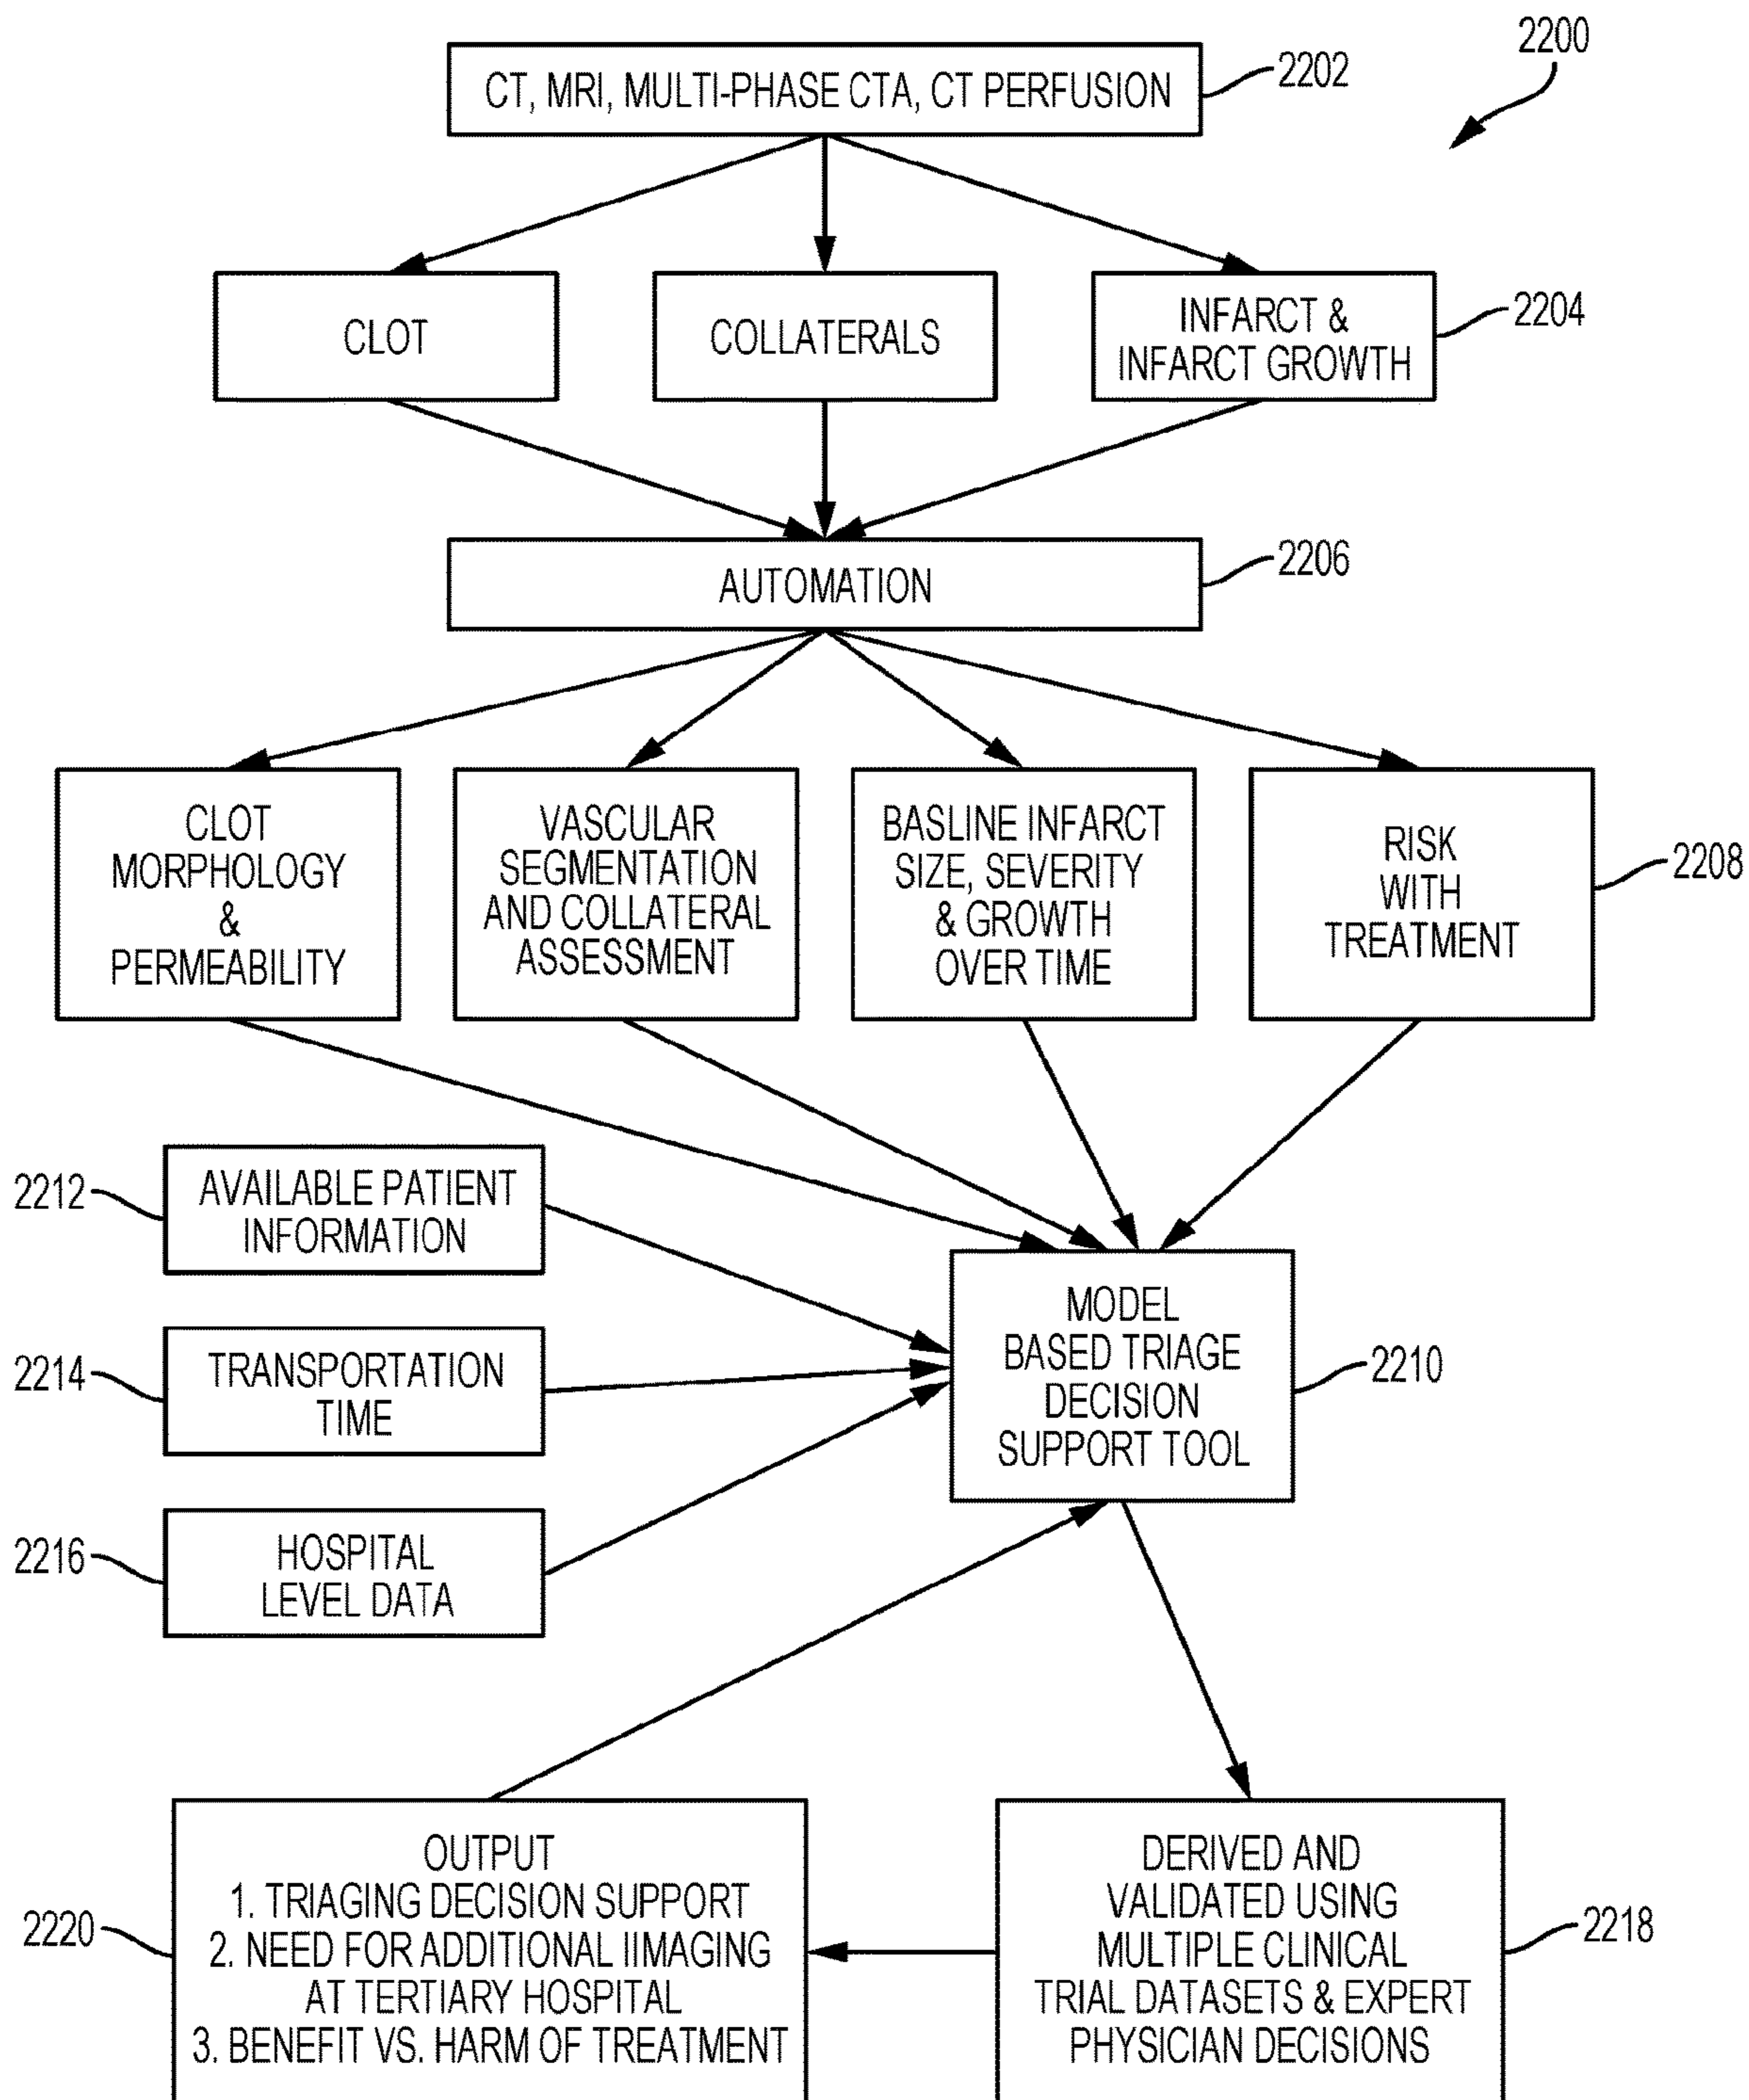 2200
CT, MRI, MULTI-PHASE CTA, CT PERFUSION
2202
CLOT
COLLATERALS
INFARCT &
INFARCT GROWTH
2204
AUTOMATION
2206
CLOT
MORPHOLOGY
&
PERMEABILITY
VASCULAR
SEGMENTATION
AND COLLATERAL
ASSESSMENT
BASLINE INFARCT
SIZE, SEVERITY
& GROWTH
OVER TIME
RISK
WITH
TREATMENT
2208
2212
AVAILABLE PATIENT
INFORMATION
2214
TRANSPORTATION
TIME
2216
HOSPITAL
LEVEL DATA
MODEL
BASED TRIAGE
DECISION
SUPPORT TOOL
2210
2220
OUTPUT
1. TRIAGING DECISION SUPPORT
2. NEED FOR ADDITIONAL IIMAGING
AT TERTIARY HOSPITAL
3. BENEFIT VS. HARM OF TREATMENT
DERIVED AND
VALIDATED USING
MULTIPLE CLINICAL
TRIAL DATASETS & EXPERT
PHYSICIAN DECISIONS
2218